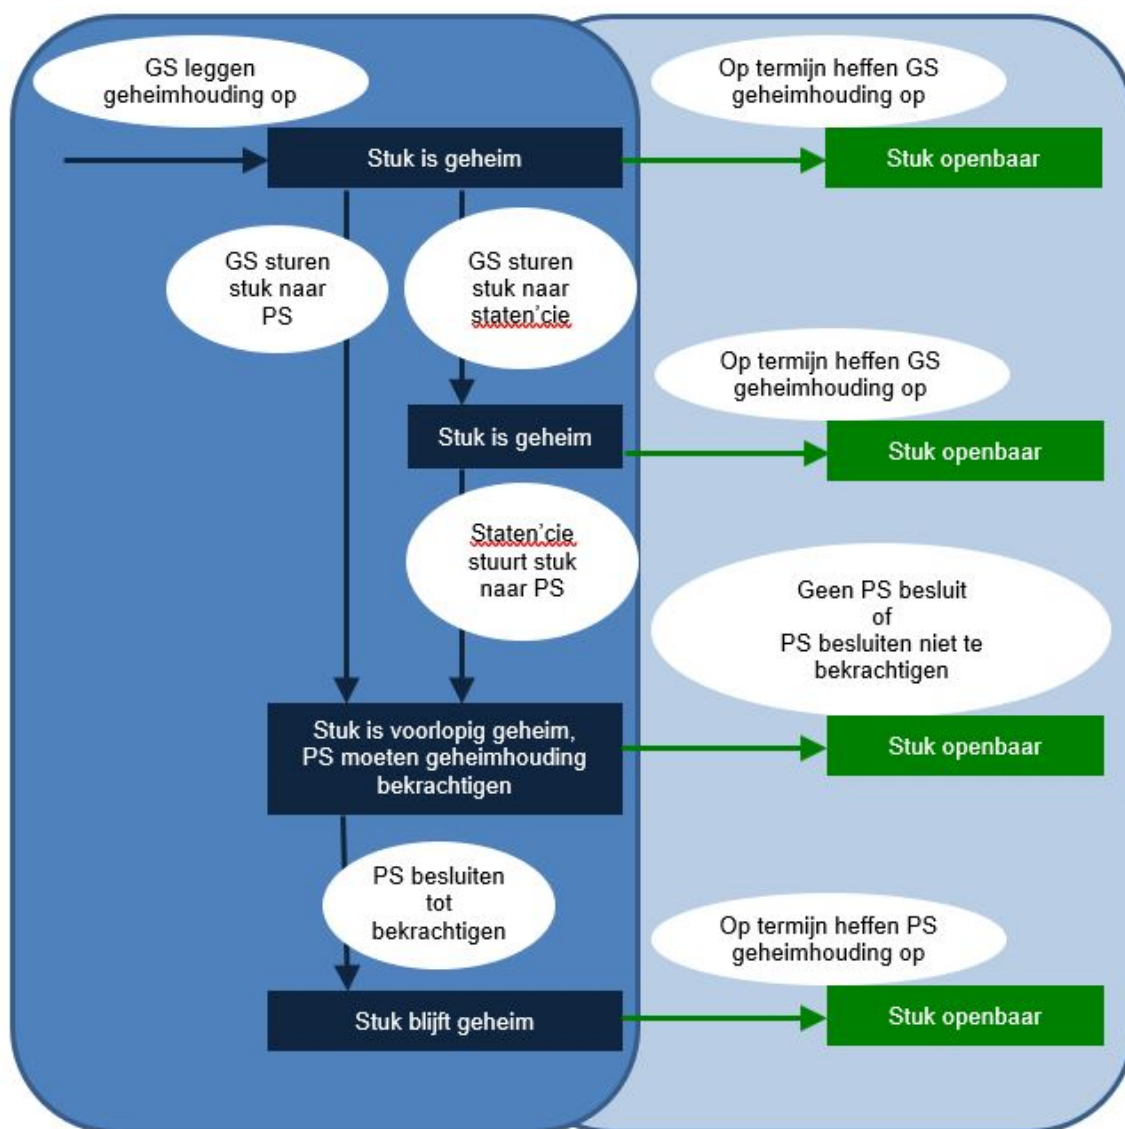 GS leggen
geheimhouding op
Op termijn heffen GS
geheimhouding op
Stuk is geheim
Stuk openbaar
GS sturen
stuk naar
PS
GS sturen
stuk naar
staten'cie
Op termijn heffen GS
geheimhouding op
Stuk is geheim
Stuk openbaar
Staten'cie
stuurt stuk
naar PS
Geen PS besluit
of
PS besluiten niet te
bekrachtigen
Stuk is voorlopig geheim,
PS moeten geheimhouding
bekrachtigen
Stuk openbaar
PS besluiten
tot
bekrachtigen
Op termijn heffen PS
geheimhouding op
Stuk blijft geheim
Stuk openbaar